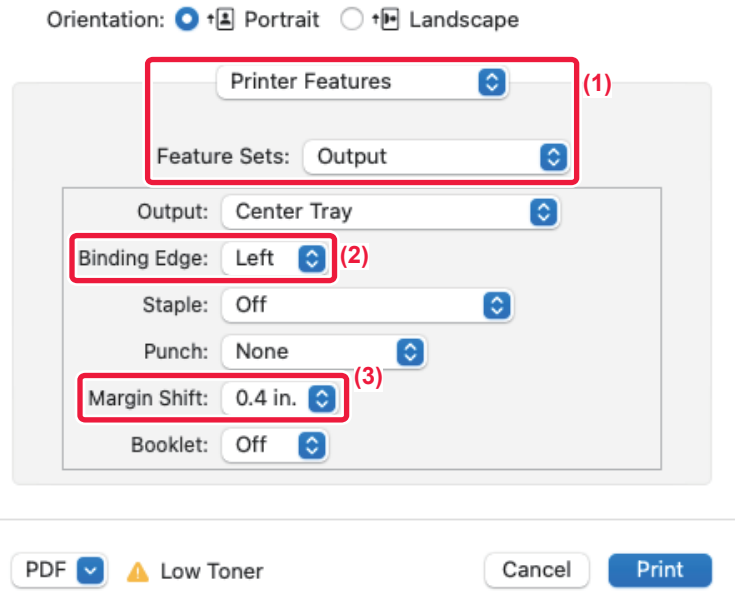 Orientation: Portrait Landscape
Printer Features (1)
Feature Sets: Output
Output: Center Tray
Binding Edge: Left (2)
Staple: Off
Punch: None
(3)
Margin Shift: 0.4 in.
Booklet: Off
PDF Low Toner Cancel Print